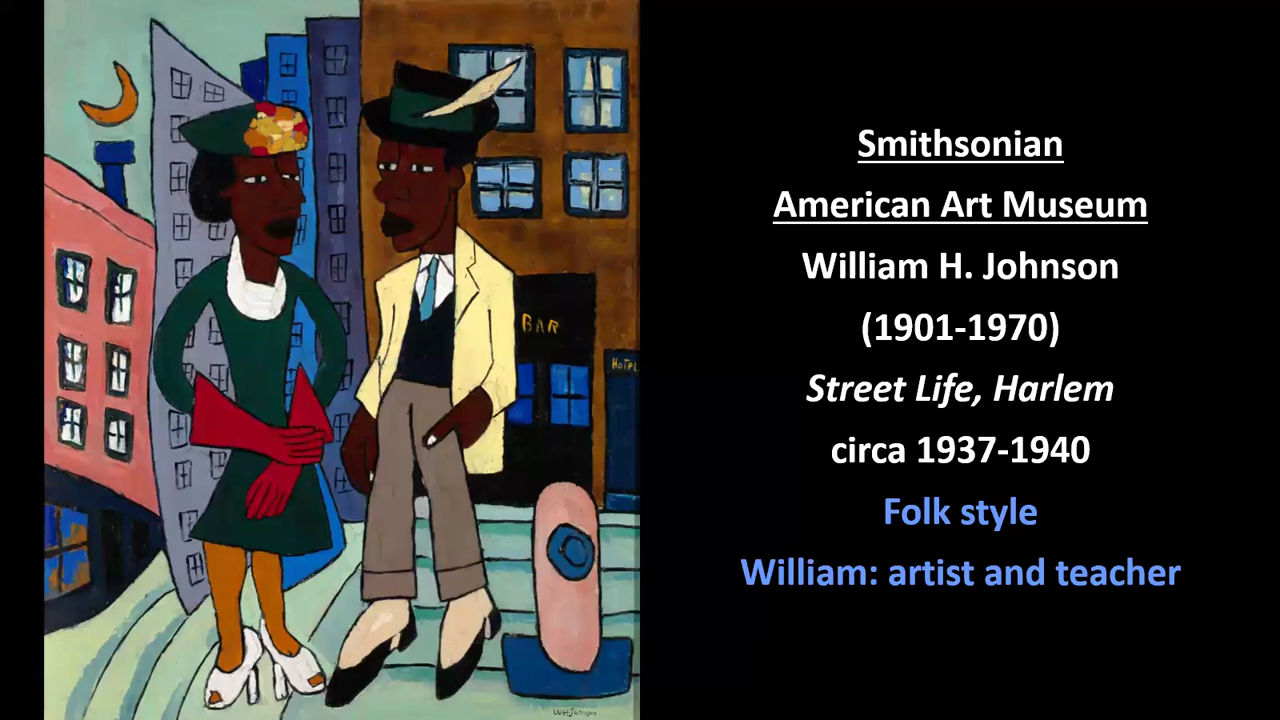 BAR
HOTEL
Smithsonian
American Art Museum
William H. Johnson
(1901-1970)
Street Life, Harlem
circa 1937-1940
Folk style
William: artist and teacher